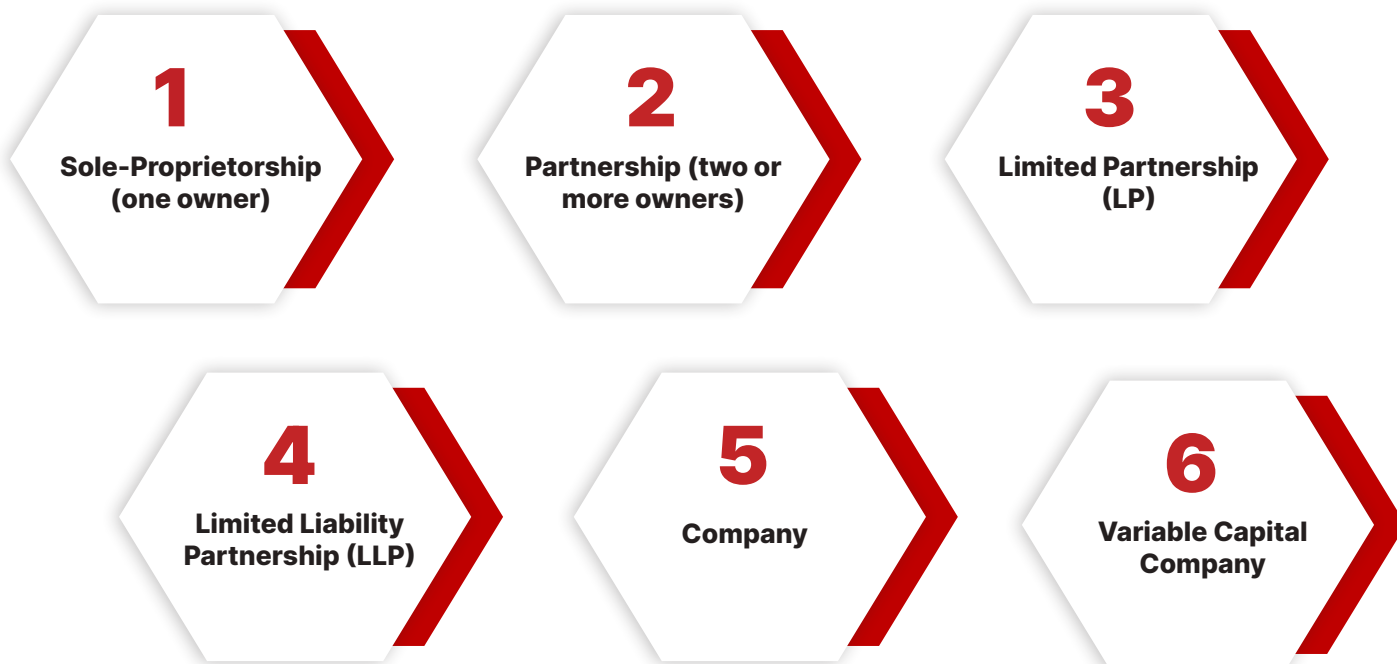 1
Sole-Proprietorship
(one owner)
2
Partnership (two or
more owners)
3
Limited Partnership
(LP)
4
Limited Liability
Partnership (LLP)
5
Company
6
Variable Capital
Company